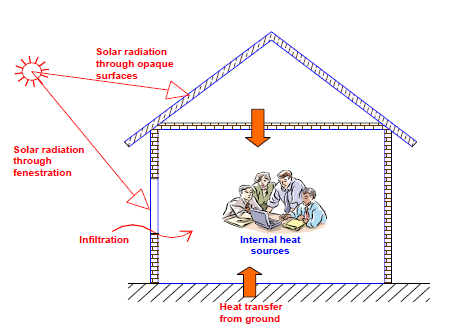 Solar radiation
through opaque
surfaces
Solar radiation
through
fenestration
Infiltration
Internal heat
sources
Heat transfer
from ground